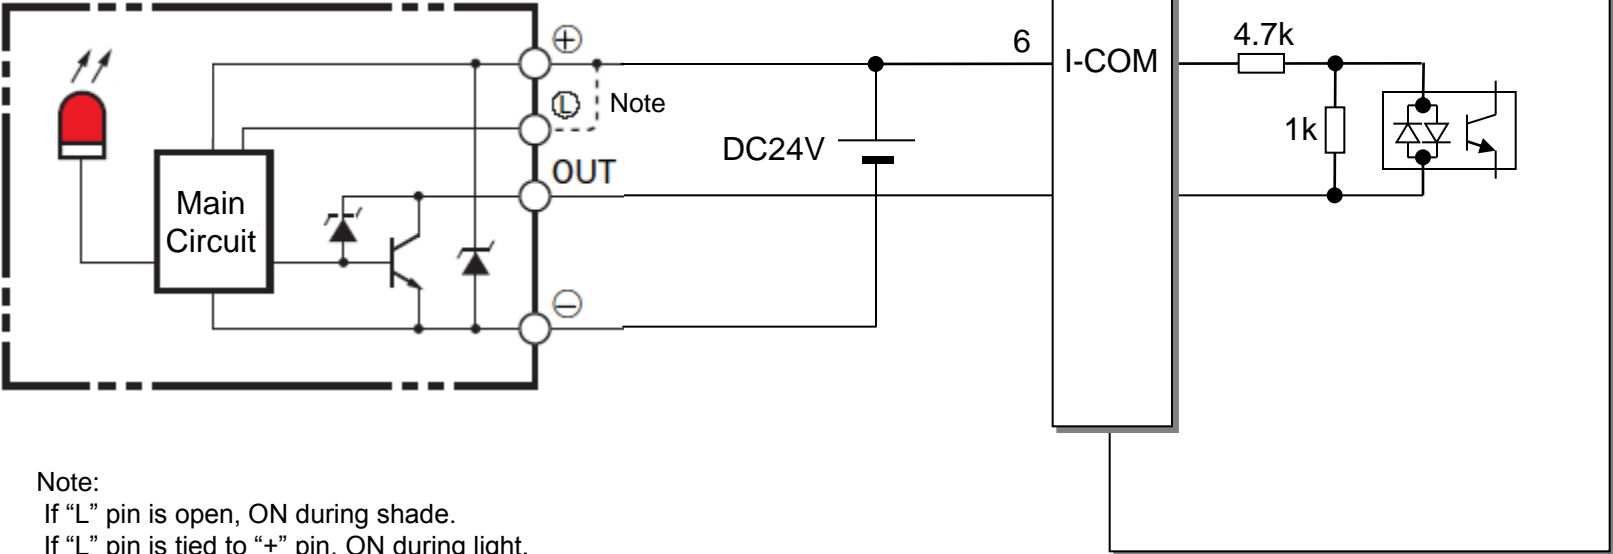 ⊕
Ⓛ
Note
OUT
⊖
Main
Circuit
DC24V
6
I-COM
4.7k
1k
Note:
If “L” pin is open, ON during shade.
If “L” pin is tied to “+” pin, ON during light.